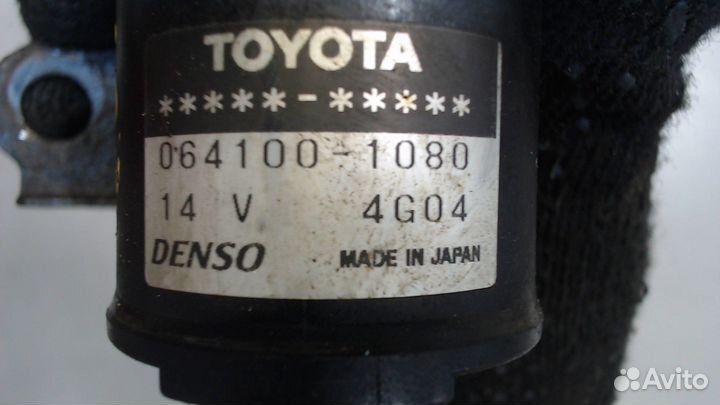 TOYOTA
*****-*****
064100-1080
14 V 4G04
DENSO MADE IN JAPAN
Avito